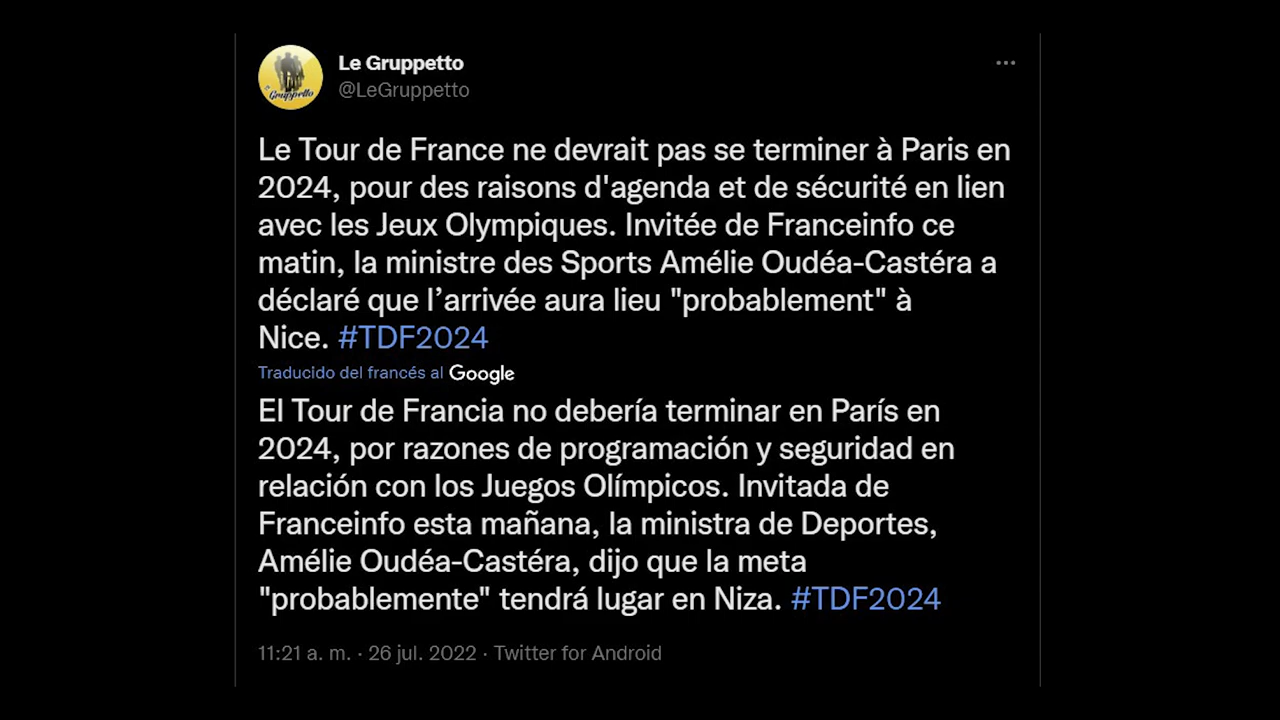 Le Gruppetto
@LeGruppetto
Gruppetto
Le Tour de France ne devrait pas se terminer à Paris en
2024, pour des raisons d'agenda et de sécurité en lien
avec les Jeux Olympiques. Invitée de Franceinfo ce
matin, la ministre des Sports Amélie Oudéa-Castéra a
déclaré que l’arrivée aura lieu "probablement" à
Nice. #TDF2024
Traducido del francés al Google
El Tour de Francia no debería terminar en París en
2024, por razones de programación y seguridad en
relación con los Juegos Olímpicos. Invitada de
Franceinfo esta mañana, la ministra de Deportes,
Amélie Oudéa-Castéra, dijo que la meta
"probablemente" tendrá lugar en Niza. #TDF2024
11:21 a. m. · 26 jul. 2022 · Twitter for Android